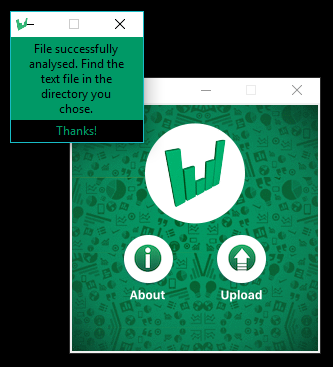 File successfully
analysed. Find the
text file in the
directory you
chose.
Thanks!
About
Upload